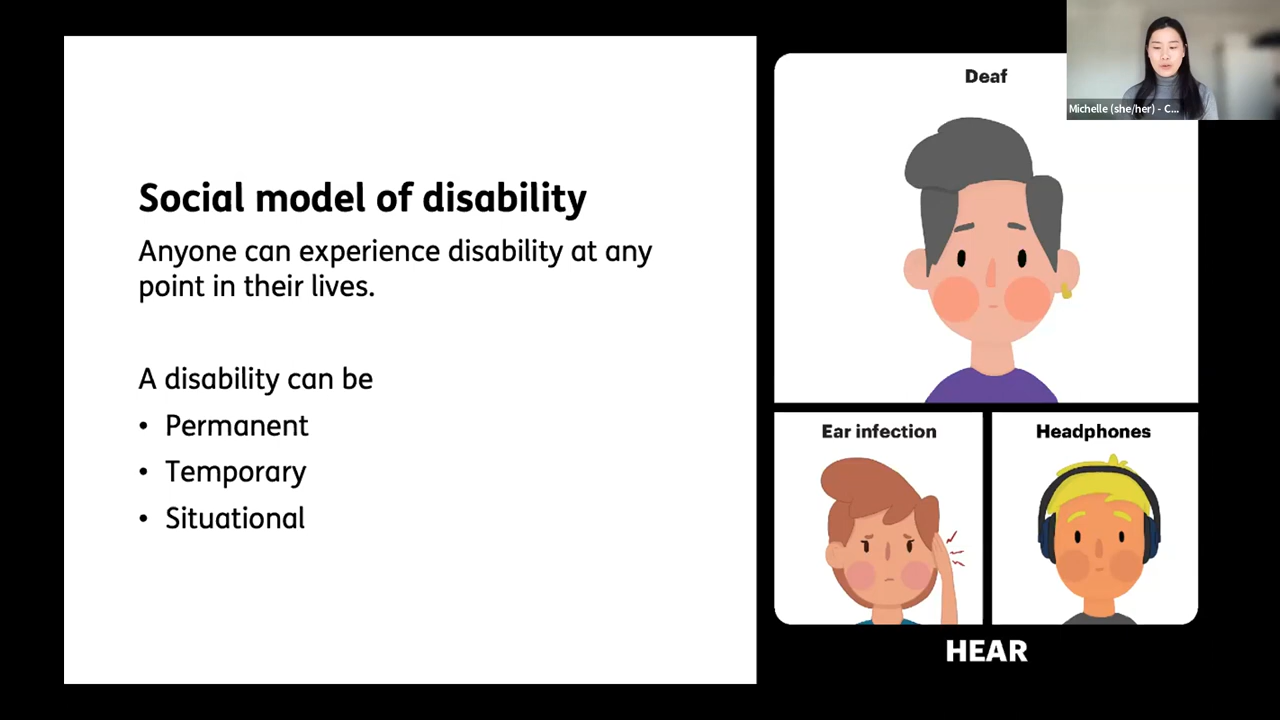 Social model of disability
Anyone can experience disability at any
point in their lives.
A disability can be
• Permanent
• Temporary
• Situational
Deaf
Ear infection
Headphones
HEAR
Michelle (she/her) - C...